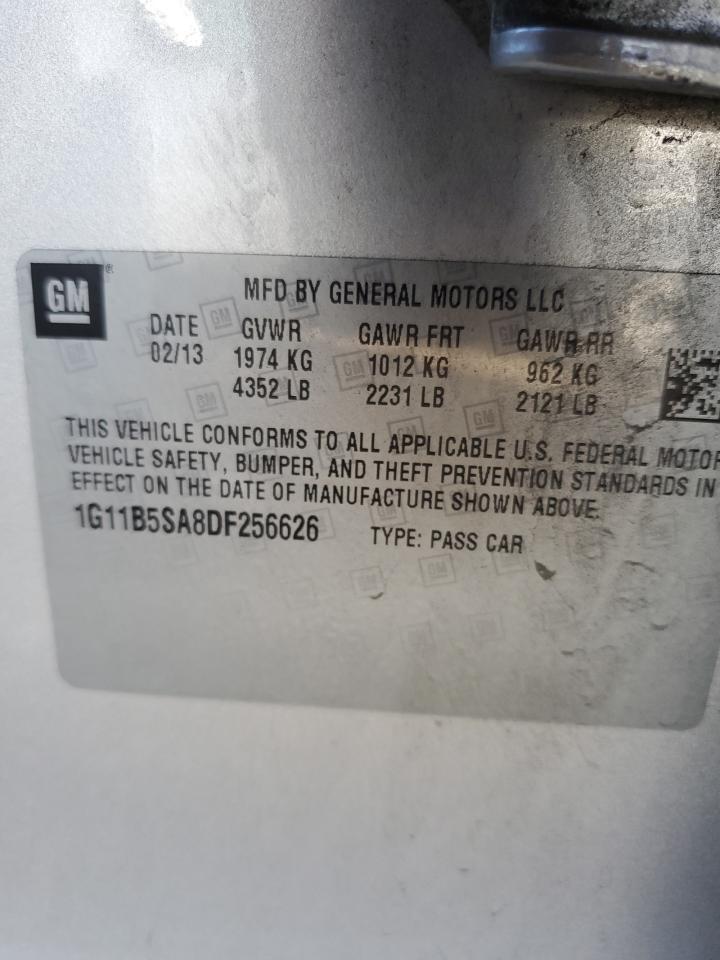 GM®
MFD BY GENERAL MOTORS LLC
DATE GVWR GAWR FRT GAWR RR
02/13 1974 KG 1012 KG 962 KG
4352 LB 2231 LB 2121 LB
THIS VEHICLE CONFORMS TO ALL APPLICABLE U.S. FEDERAL MOTOR
VEHICLE SAFETY, BUMPER, AND THEFT PREVENTION STANDARDS IN
EFFECT ON THE DATE OF MANUFACTURE SHOWN ABOVE.
1G11B5SA8DF256626 TYPE: PASS CAR